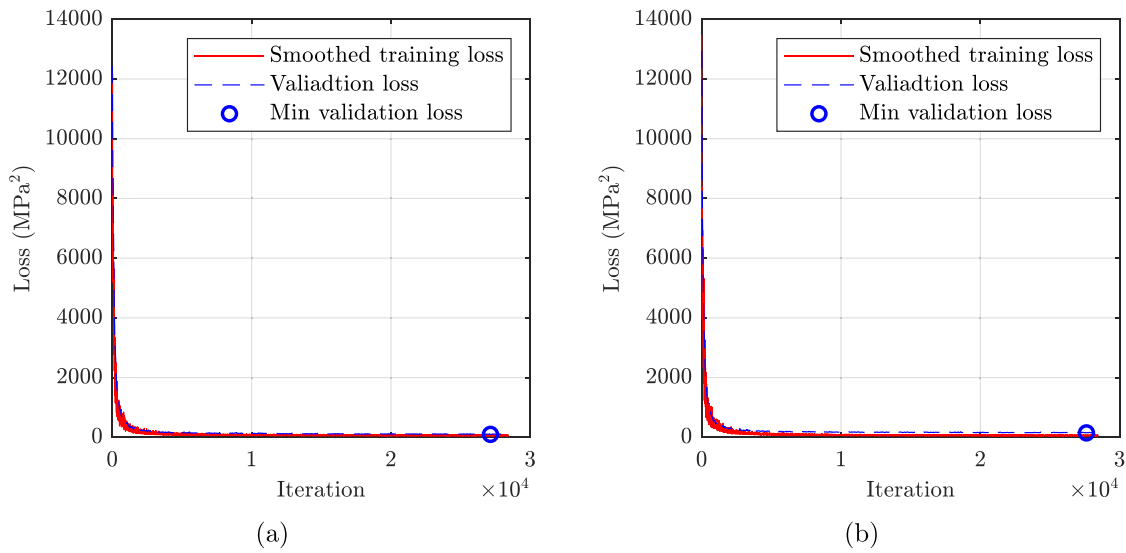 14000
12000
10000
8000
6000
4000
2000
0
Loss (MPa²)
Smoothed training loss
Valiadtion loss
Min validation loss
0 1 2 3
Iteration ×10⁴
(a)
14000
12000
10000
8000
6000
4000
2000
0
Loss (MPa²)
Smoothed training loss
Valiadtion loss
Min validation loss
0 1 2 3
Iteration ×10⁴
(b)